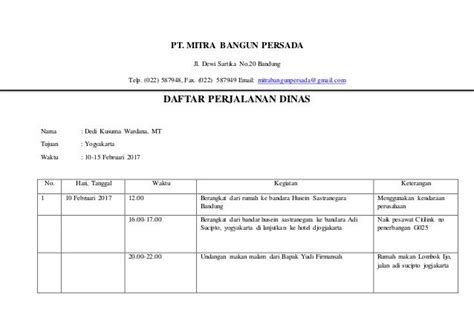 PT. MITRA BANGUN PERSADA
Jl. Dewi Sartika No.20 Bandung
Telp. (022) 587948, Fax. (022) 587949 Email: mitrabangunpersada@gmail.com
DAFTAR PERJALANAN DINAS
Nama : Dedi Kusuma Wardana, MT
Tujuan : Yogyakarta
Waktu : 10-15 Februari 2017
No. Hari, Tanggal Waktu Kegiatan Keterangan
1 10 Februari 2017 12.00 Berangkat dari rumah ke bandara Husein Sastranegara Menggunakan kendaraan
Bandung perusahaan
16.00-17.00 Berangkat dari bandar husein sastranegara ke bandara Adi Naik pesawat Citilink no
Sucipto, yogyakarta di lanjutkan ke hotel djogjakarta penerbangan G025
20.00-22.00 Undangan makan malam dari Bapak Yudi Firmansah Rumah makan Lombok Ijo,
jalan adi sucipto jogjakarta